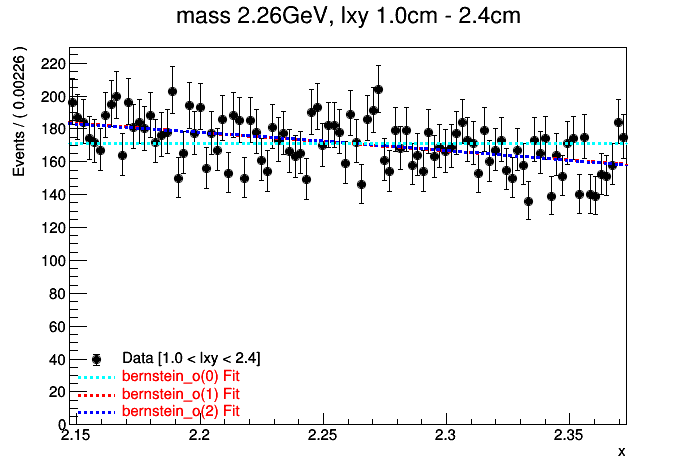 mass 2.26GeV, lxy 1.0cm - 2.4cm
Events / ( 0.00226 )
220
200
180
160
140
120
100
80
60
40
20
0
Data [1.0 < lxy < 2.4]
bernstein_o(0) Fit
bernstein_o(1) Fit
bernstein_o(2) Fit
2.15 2.2 2.25 2.3 2.35
x